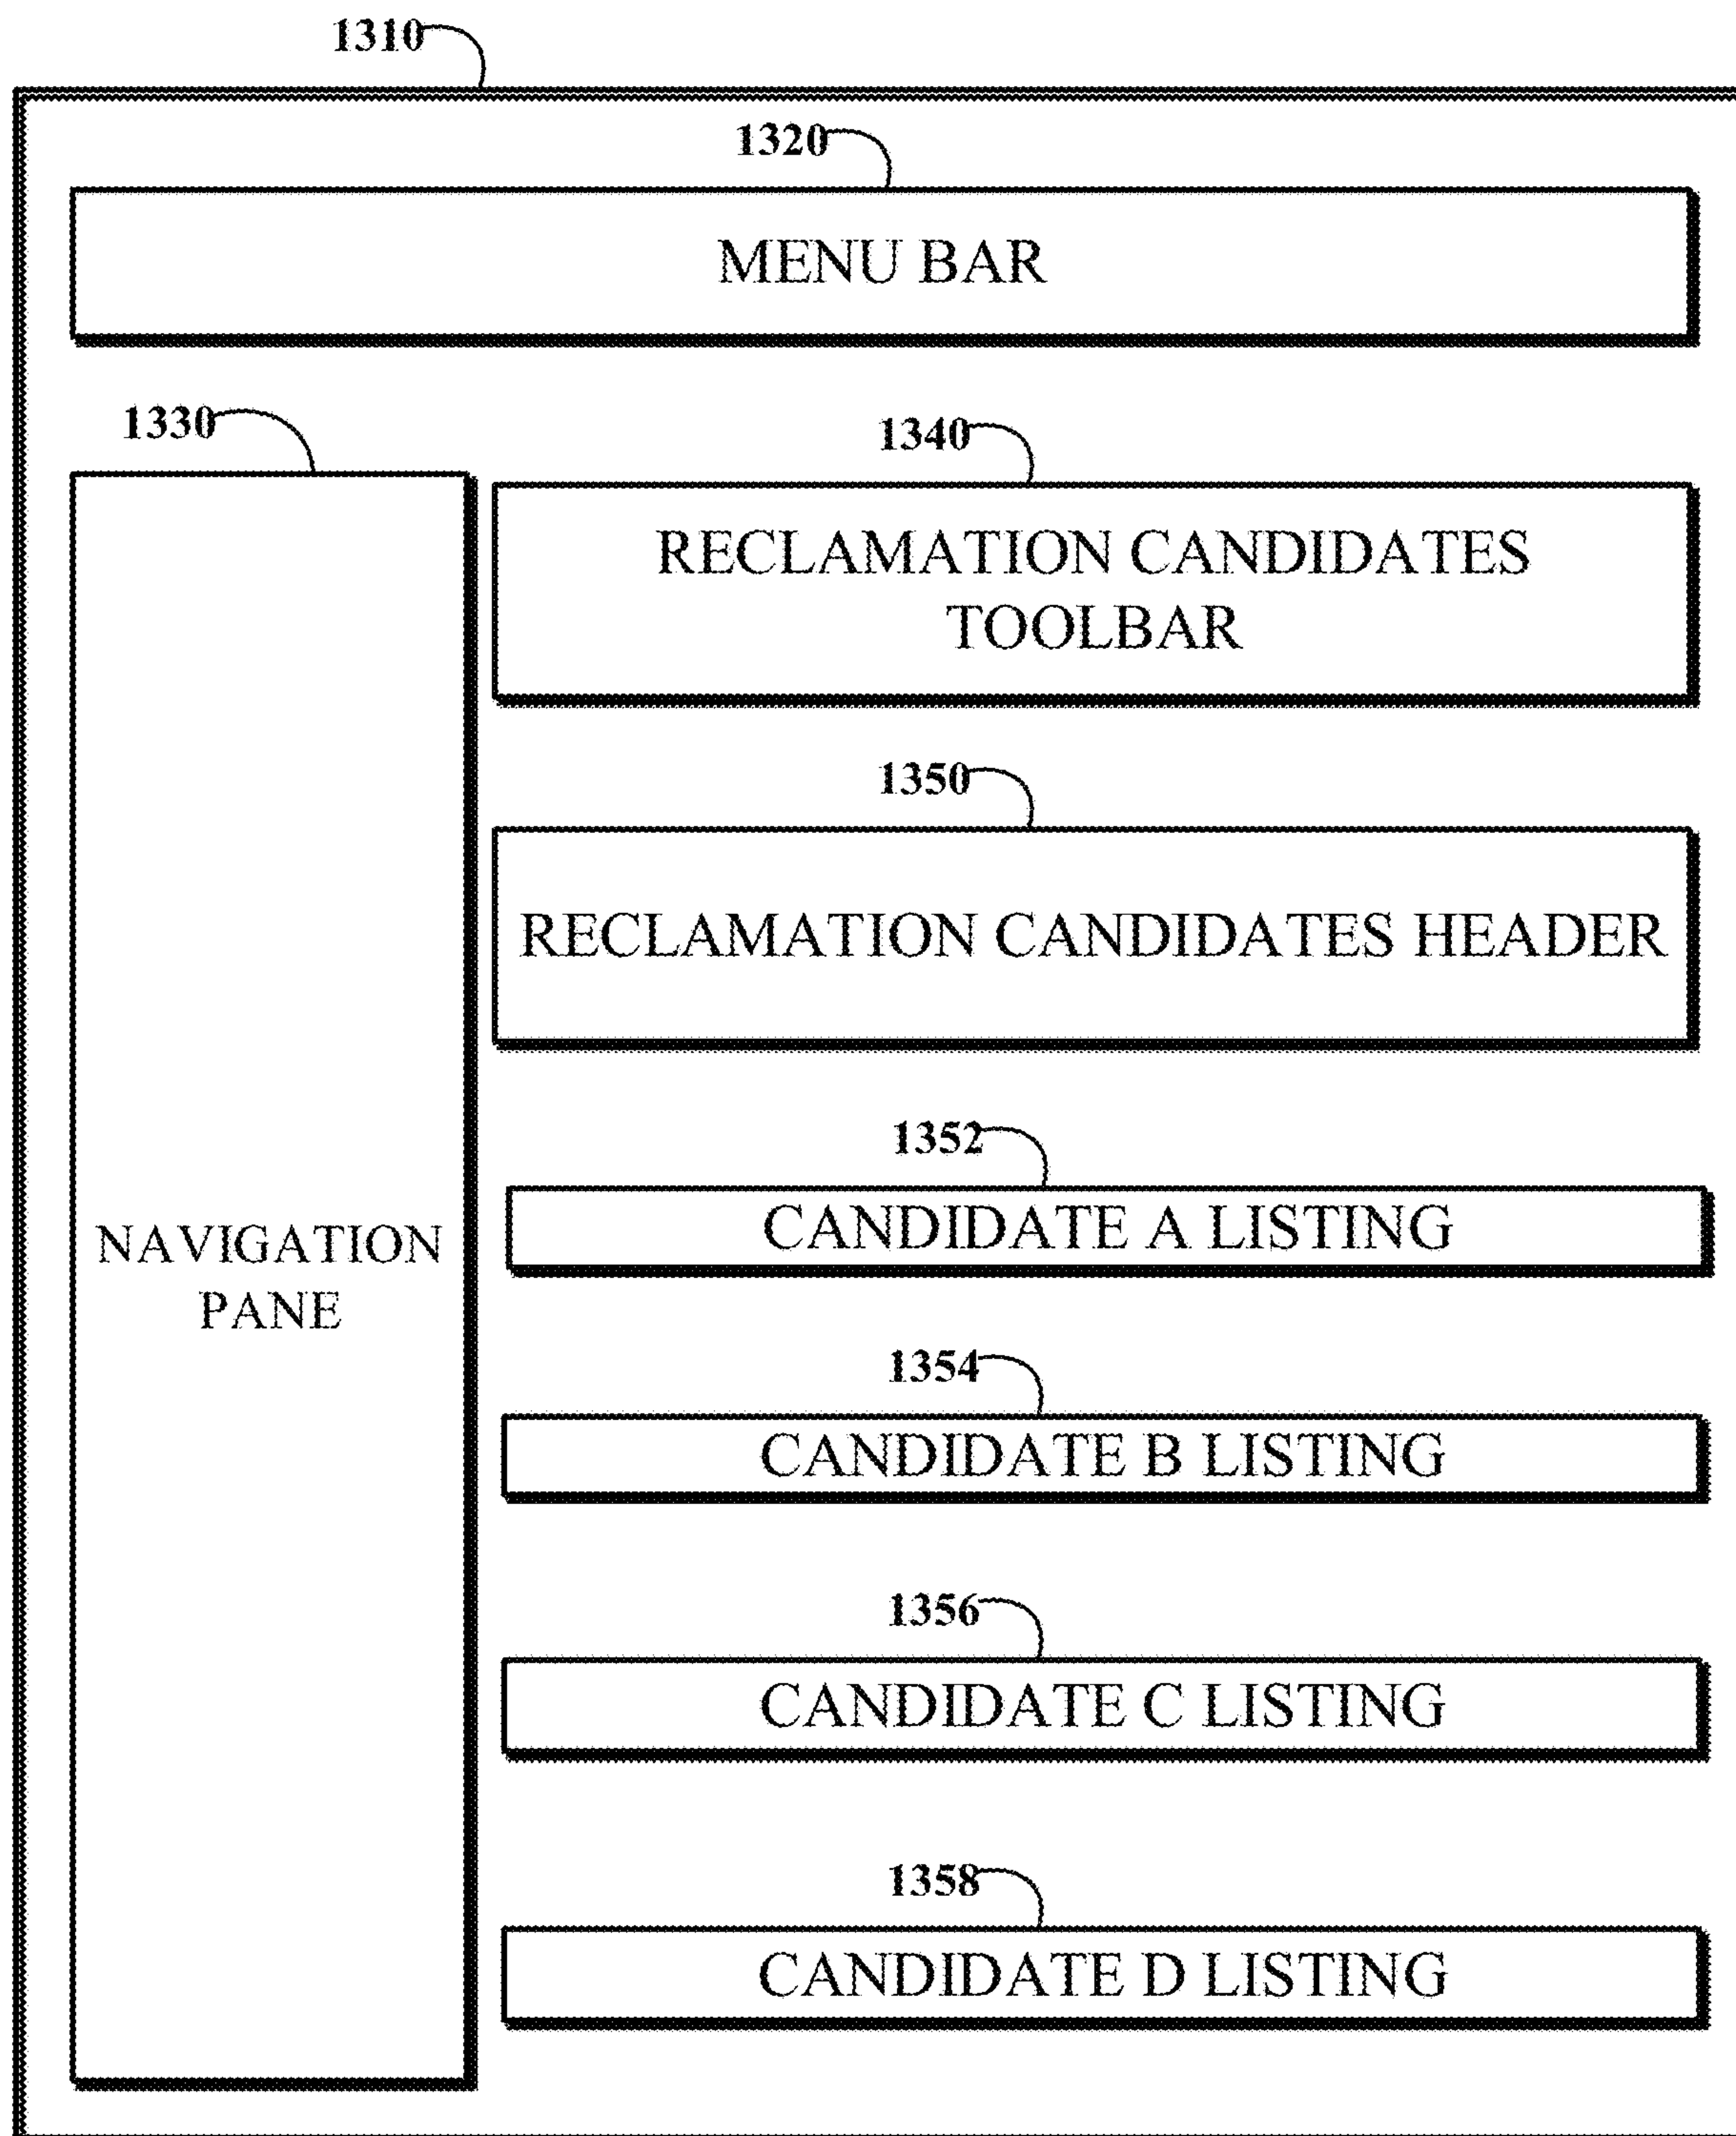 1310
1320
MENU BAR
1330
1340
RECLAMATION CANDIDATES
TOOLBAR
1350
RECLAMATION CANDIDATES HEADER
NAVIGATION
PANE
1352
CANDIDATE A LISTING
1354
CANDIDATE B LISTING
1356
CANDIDATE C LISTING
1358
CANDIDATE D LISTING